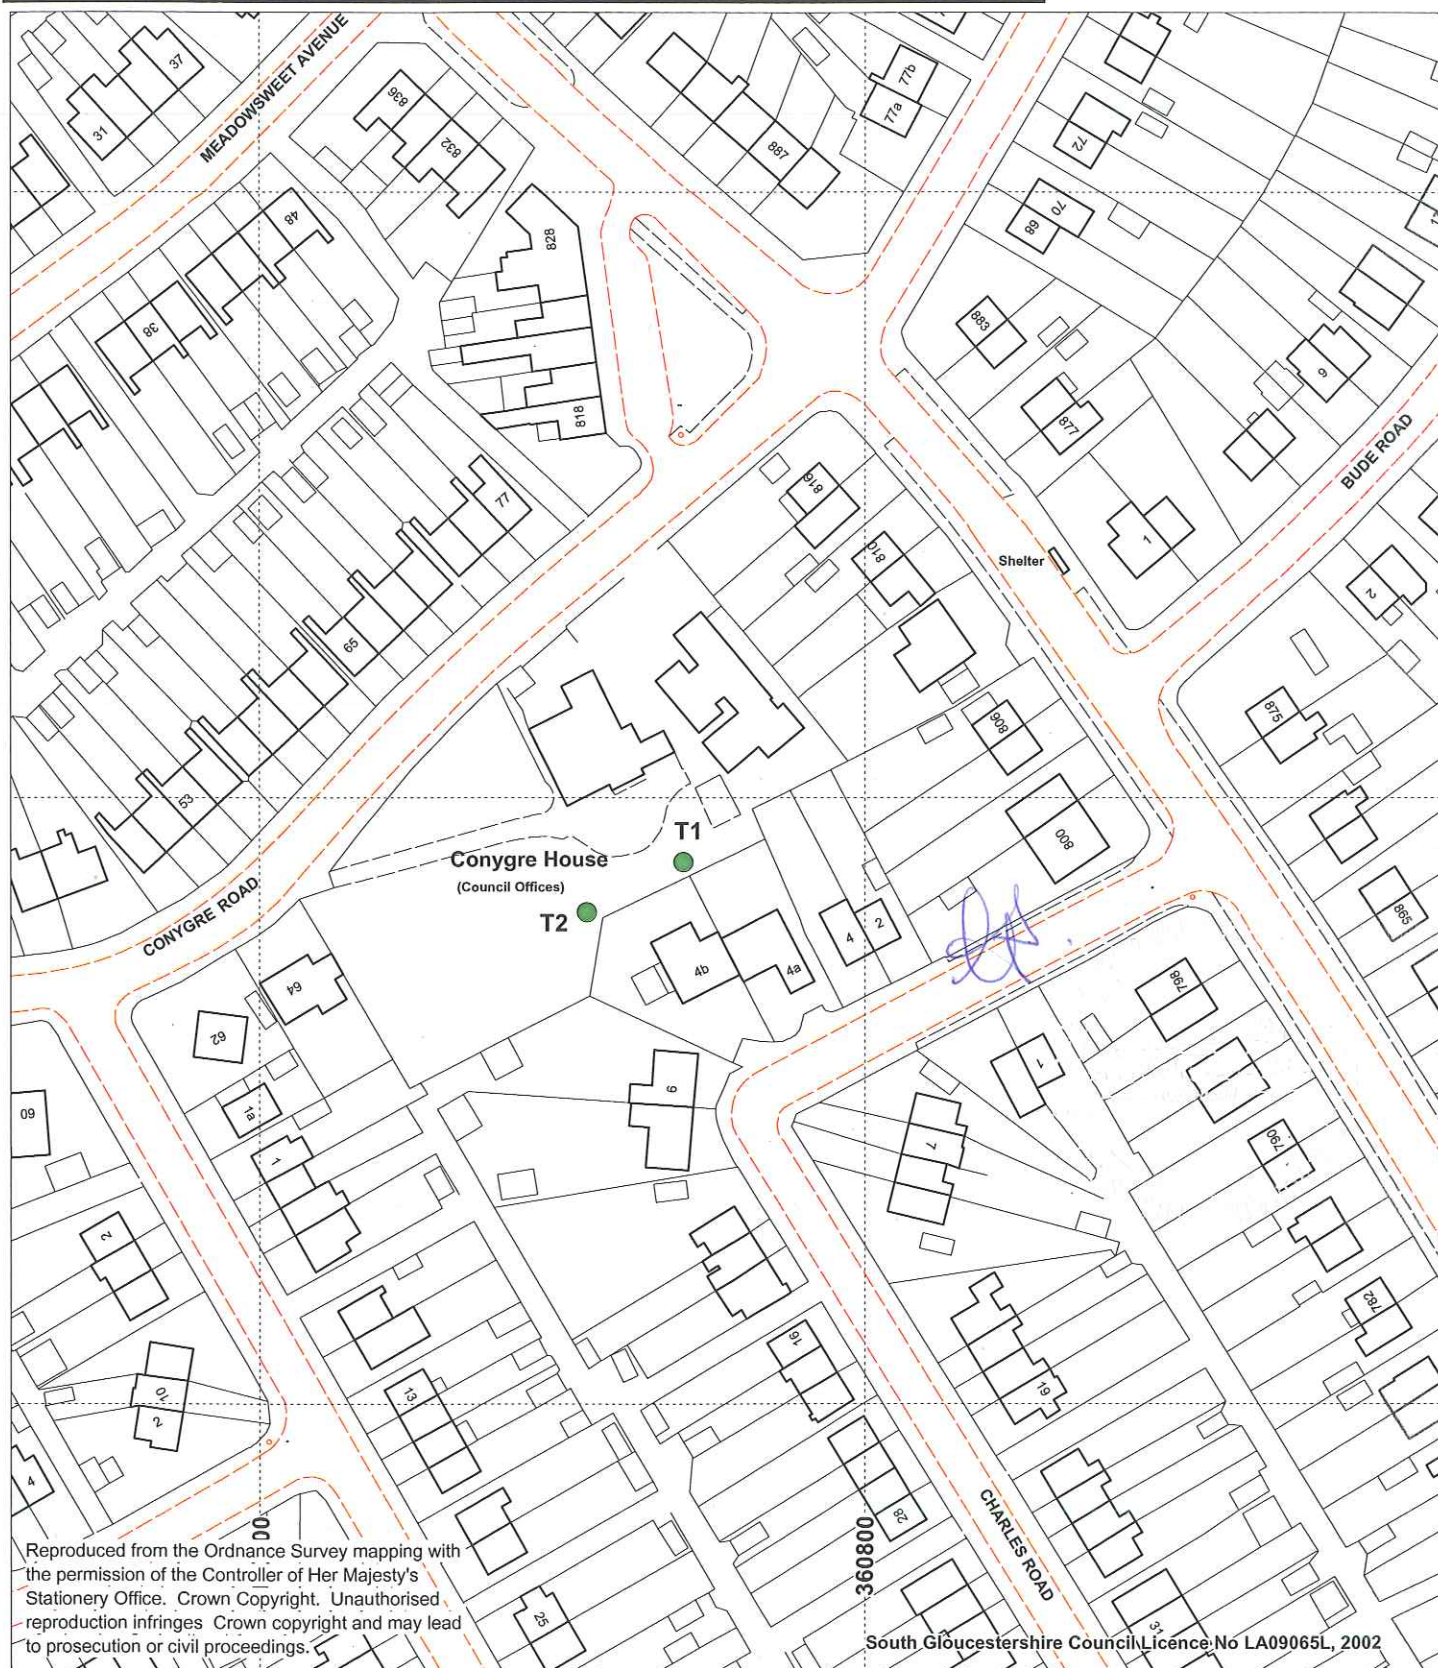 MEADOWSWEET AVENUE
37
31
836
832
77b
77a
887
72
70
68
48
828
38
883
9
877
818
BUDE ROAD
77
816
810
1
Shelter
2
65
806
875
53
800
T1
Conygre House
(Council Offices)
T2
CONYGRE ROAD
865
4
2
4b
4a
64
62
798
60
1a
1
6
1
7
790
2
782
16
10
2
13
19
4
28
CHARLES ROAD
00
360800
25
31
Reproduced from the Ordnance Survey mapping with
the permission of the Controller of Her Majesty's
Stationery Office. Crown Copyright. Unauthorised
reproduction infringes Crown copyright and may lead
to prosecution or civil proceedings.
South Gloucestershire Council Licence No LA09065L, 2002